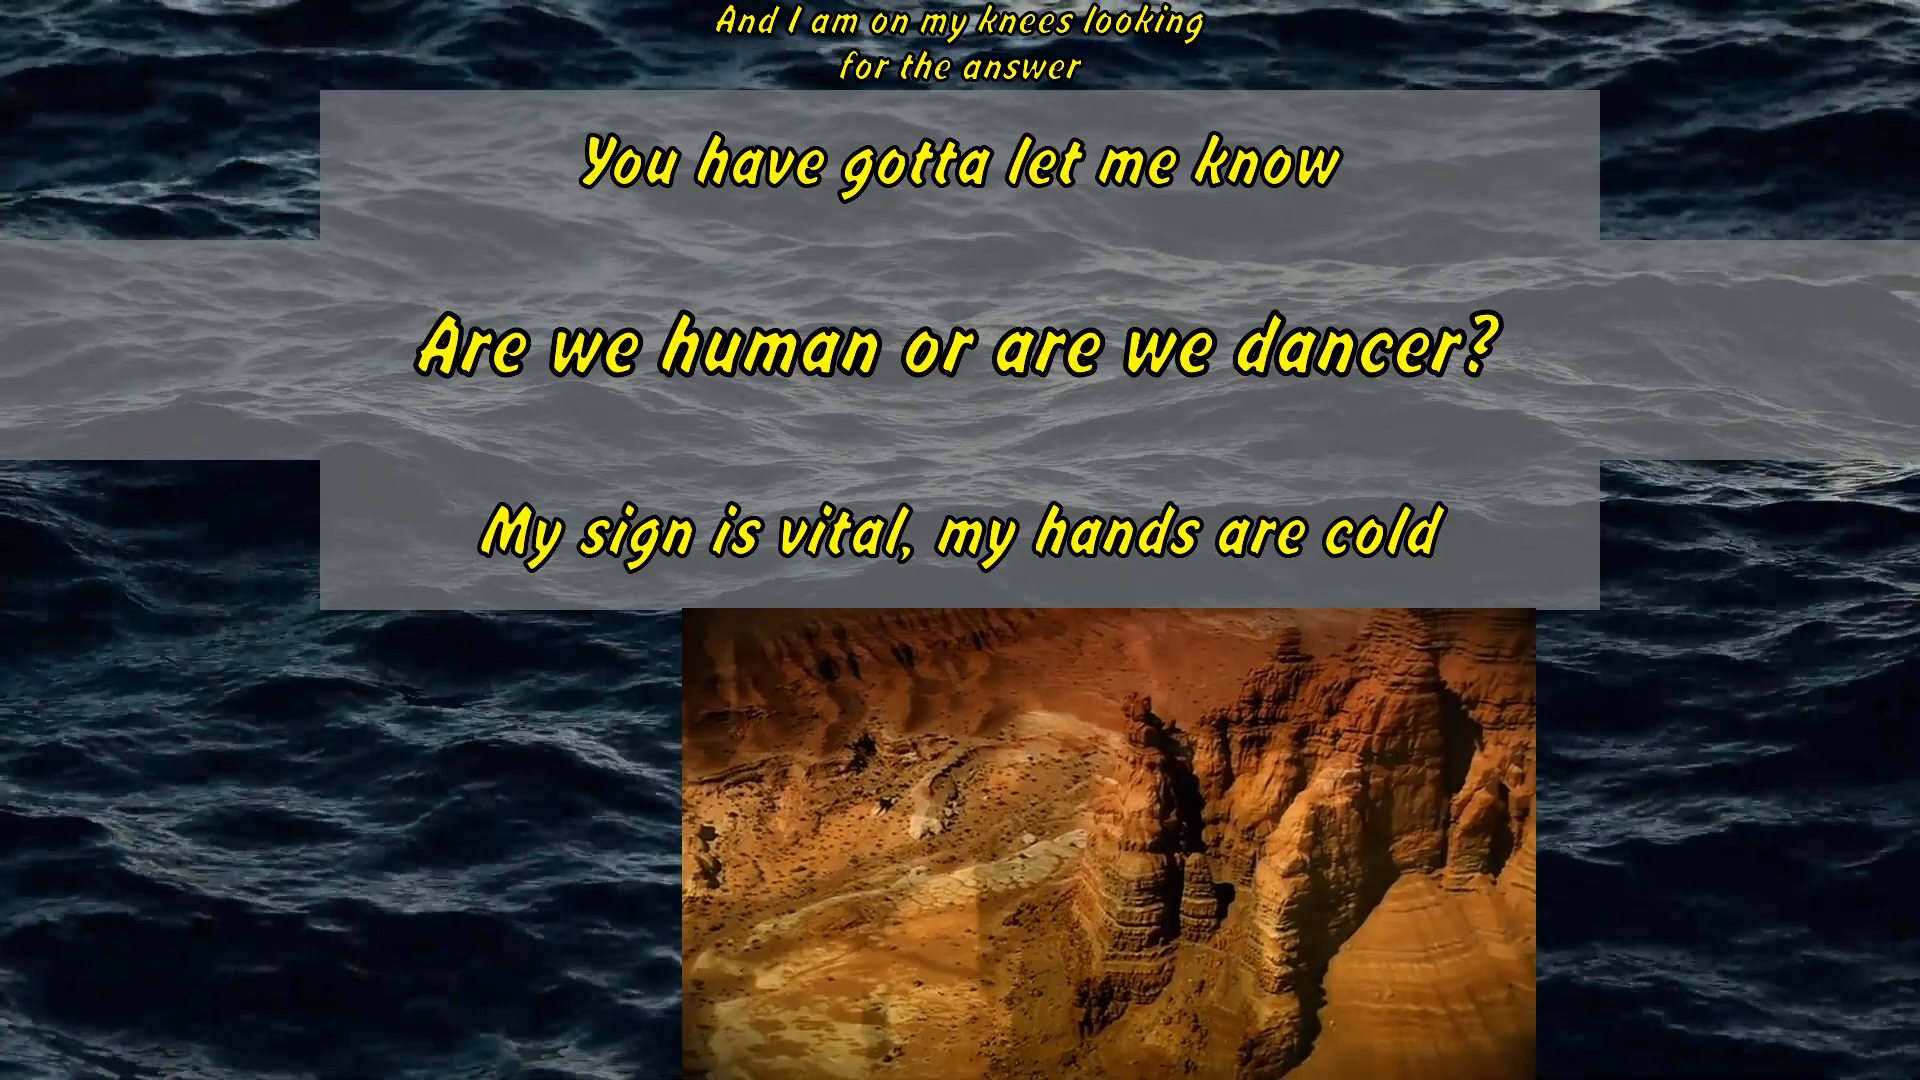 And I am on my knees looking
for the answer
You have gotta let me know
Are we human or are we dancer?
My sign is vital, my hands are cold